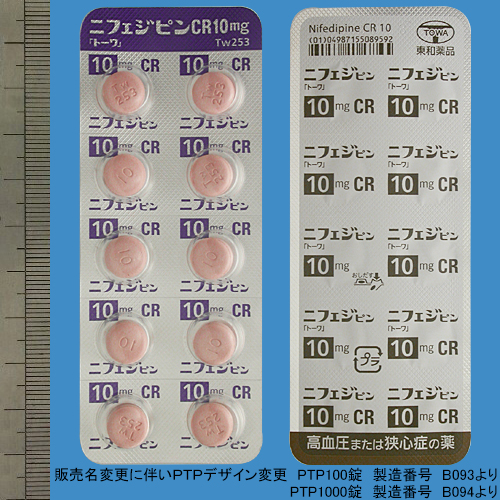 ニフェジピンCR10mg
「トーワ」 Tw253
10mg CR 10mg CR
ニフェジピン ニフェジピン
10mg CR 10mg CR
ニフェジピン ニフェジピン
10mg CR 10mg CR
ニフェジピン ニフェジピン
10mg CR 10mg CR
ニフェジピン ニフェジピン
10mg CR 10mg CR
Nifedipine CR 10
(01)04987155089592
TOWA
東和薬品
ニフェジピン ニフェジピン
「トーワ」 「トーワ」
10mg CR 10mg CR
ニフェジピン ニフェジピン
「トーワ」 「トーワ」
10mg CR 10mg CR
ニフェジピン ニフェジピン
「トーワ」 「トーワ」
10mg CR 10mg CR
おしだす
ニフェジピン ニフェジピン
「トーワ」 「トーワ」
10mg CR 10mg CR
プラ
ニフェジピン ニフェジピン
「トーワ」 「トーワ」
10mg CR 10mg CR
高血圧または狭心症の薬
販売名変更に伴いPTPデザイン変更 PTP100錠 製造番号 B093より
PTP1000錠 製造番号 B094より